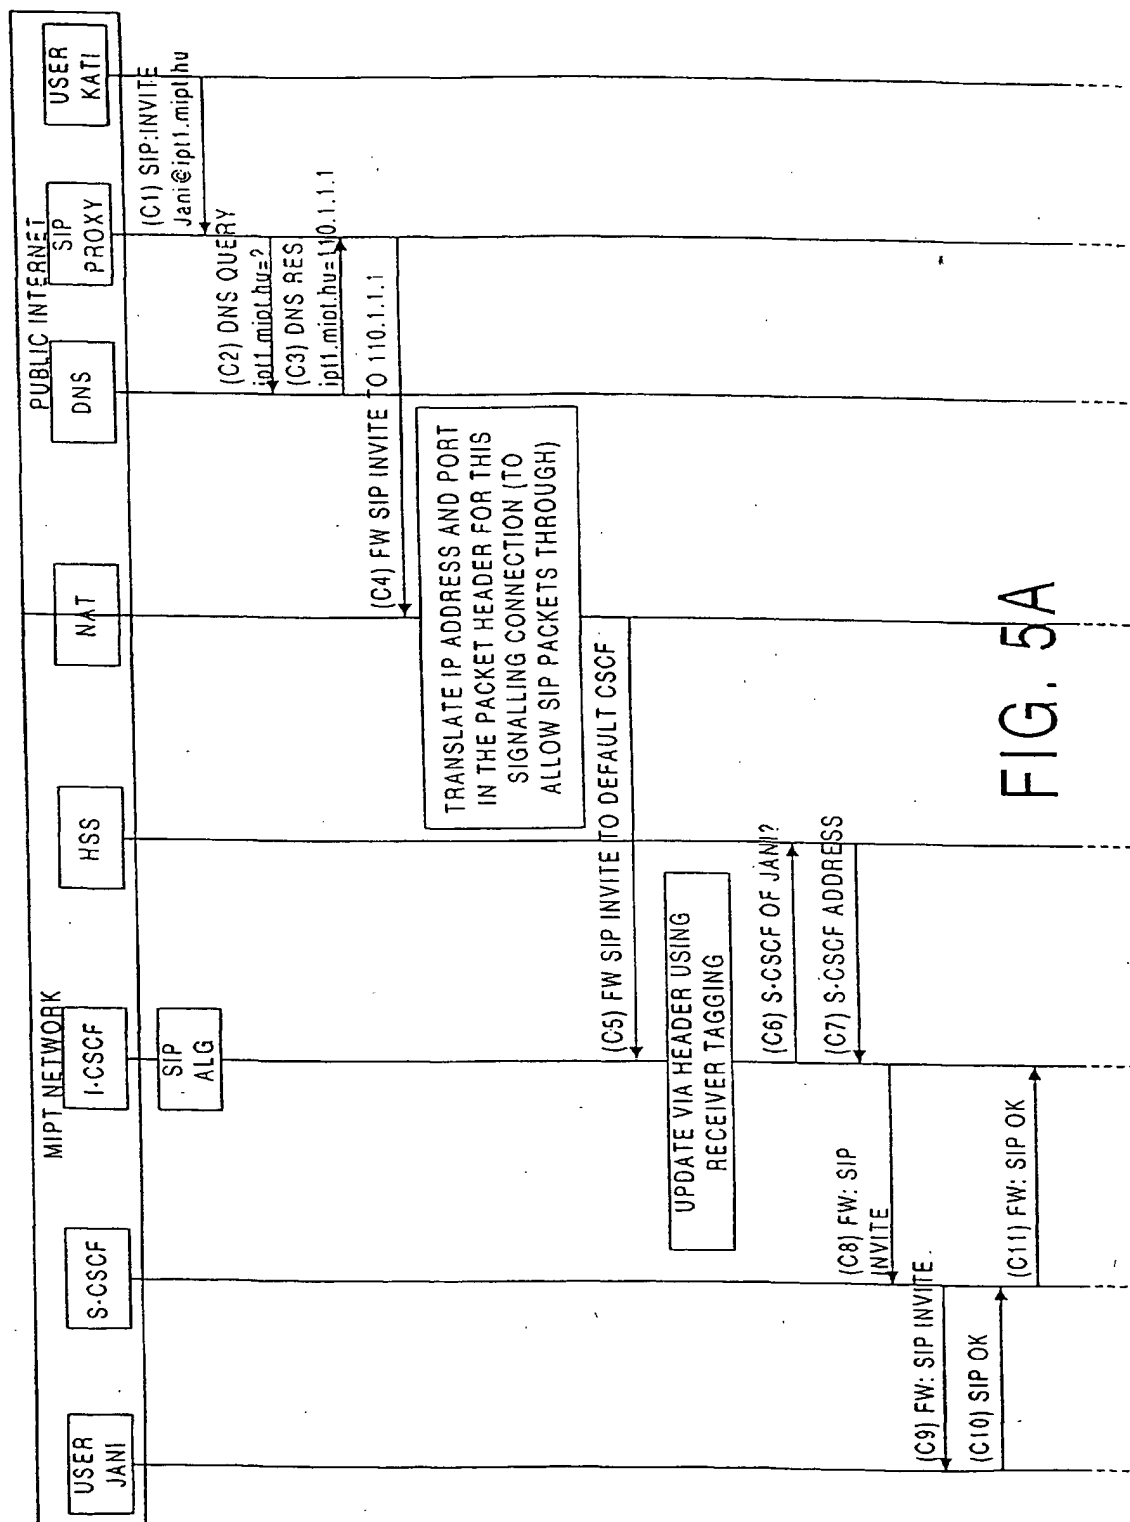 MIPT NETWORK
PUBLIC INTERNET
USER
JANI
S-CSCF
I-CSCF
HSS
NAT
DNS
SIP
PROXY
USER
KATI
SIP
ALG
(C1) SIP:INVITE
Jani@ipt1.mipt.hu
(C2) DNS QUERY
ipt1.mipt.hu=?
(C3) DNS RES
ipt1.mipt.hu=110.1.1.1
(C4) FW SIP INVITE TO 110.1.1.1
TRANSLATE IP ADDRESS AND PORT
IN THE PACKET HEADER FOR THIS
SIGNALLING CONNECTION (TO
ALLOW SIP PACKETS THROUGH)
(C5) FW SIP INVITE TO DEFAULT CSCF
UPDATE VIA HEADER USING
RECEIVER TAGGING
(C6) S-CSCF OF JANI?
(C7) S-CSCF ADDRESS
(C8) FW: SIP
INVITE
(C9) FW: SIP INVITE
(C10) SIP OK
(C11) FW: SIP OK
FIG. 5A